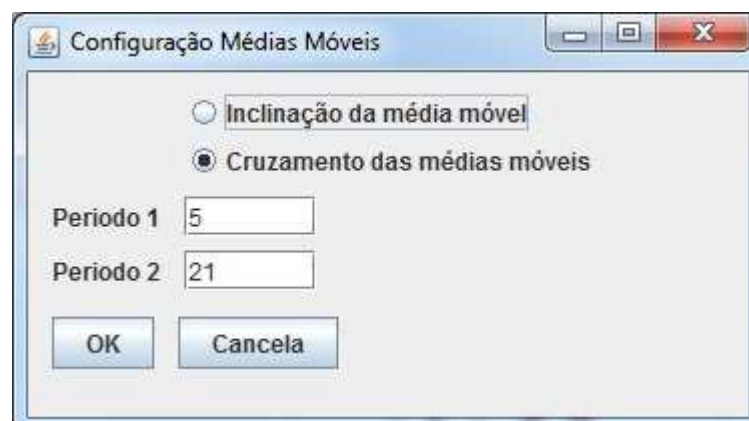 Configuração Médias Móveis
Inclinação da média móvel
Cruzamento das médias móveis
Periodo 1 5
Periodo 2 21
OK Cancela